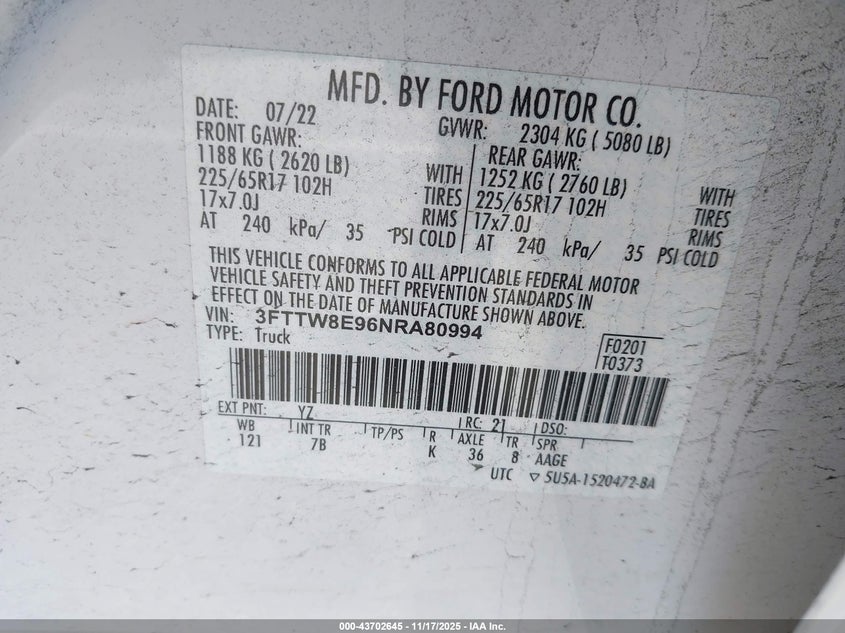 MFD. BY FORD MOTOR CO.
DATE: 07/22 GVWR: 2304 KG ( 5080 LB)
FRONT GAWR: REAR GAWR:
1188 KG ( 2620 LB) WITH 1252 KG ( 2760 LB) WITH
225/65R17 102H TIRES 225/65R17 102H TIRES
17x7.0J RIMS 17x7.0J RIMS
AT 240 kPa/ 35 PSI COLD AT 240 kPa/ 35 PSI COLD
THIS VEHICLE CONFORMS TO ALL APPLICABLE FEDERAL MOTOR
VEHICLE SAFETY AND THEFT PREVENTION STANDARDS IN
EFFECT ON THE DATE OF MANUFACTURE SHOWN ABOVE.
VIN: 3FTTW8E96NRA80994
TYPE: Truck F0201
T0373
EXT PNT: YZ RC: 21 DSO:
WB INT TR TP/PS R AXLE TR SPR
121 7B K 36 8 AAGE
UTC ▽ 5U5A-1520472-BA
000-43702645 - 11/17/2025 - IAA Inc.